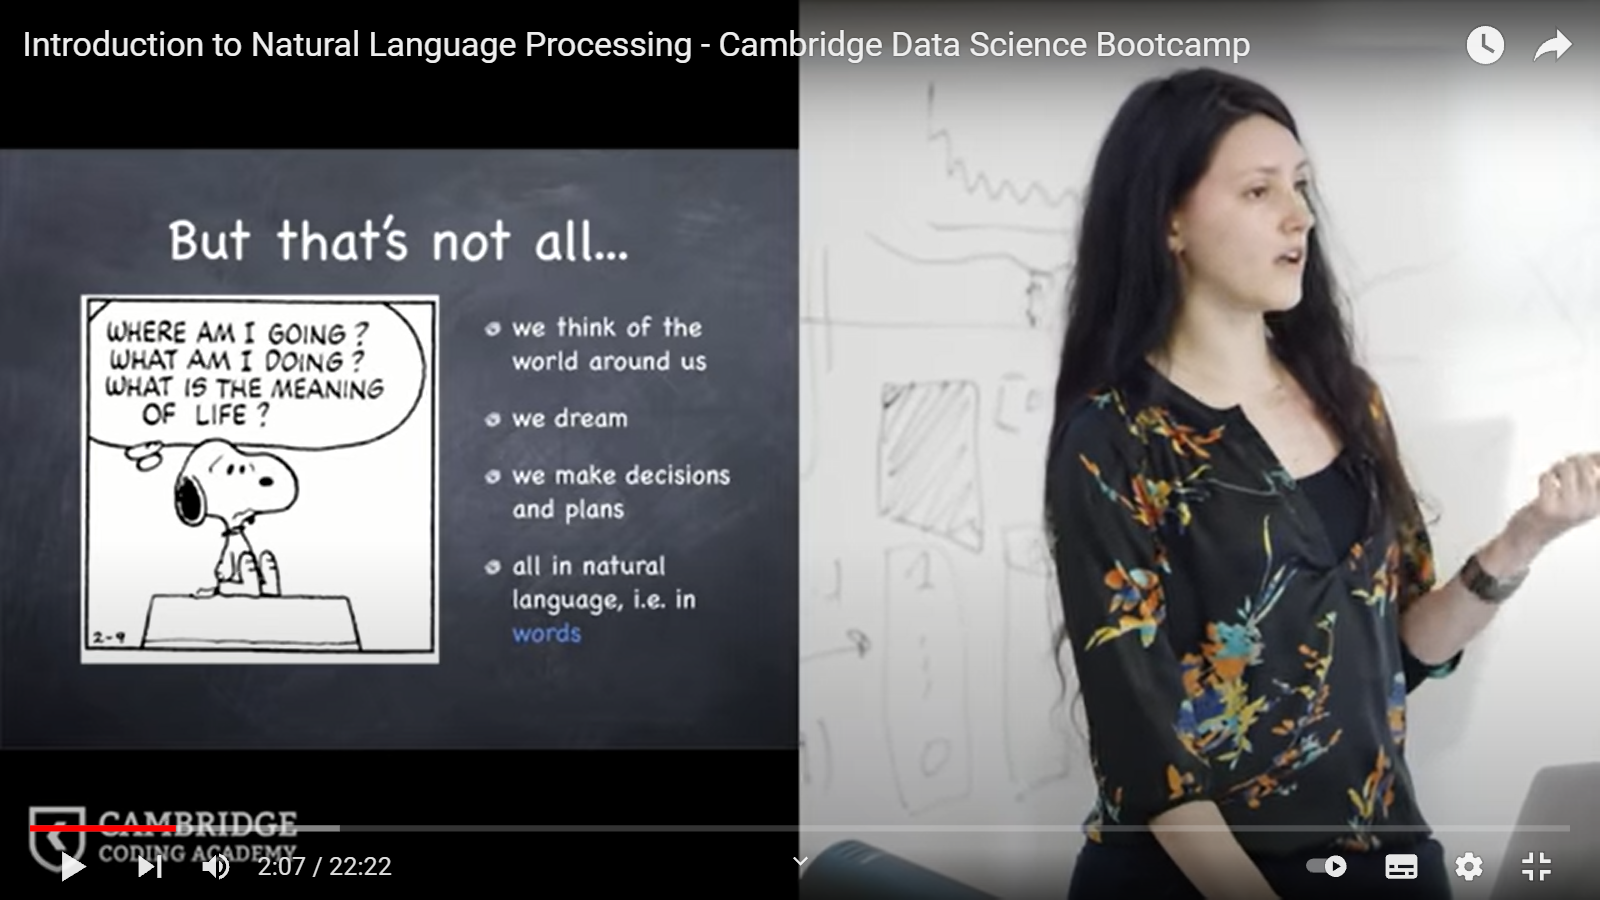 Introduction to Natural Language Processing - Cambridge Data Science Bootcamp
But that's not all...
WHERE AM I GOING?
WHAT AM I DOING?
WHAT IS THE MEANING
OF LIFE?
2-9
we think of the
world around us
we dream
we make decisions
and plans
all in natural
language, i.e. in
words
CAMBRIDGE
CODING ACADEMY
2:07 / 22:22